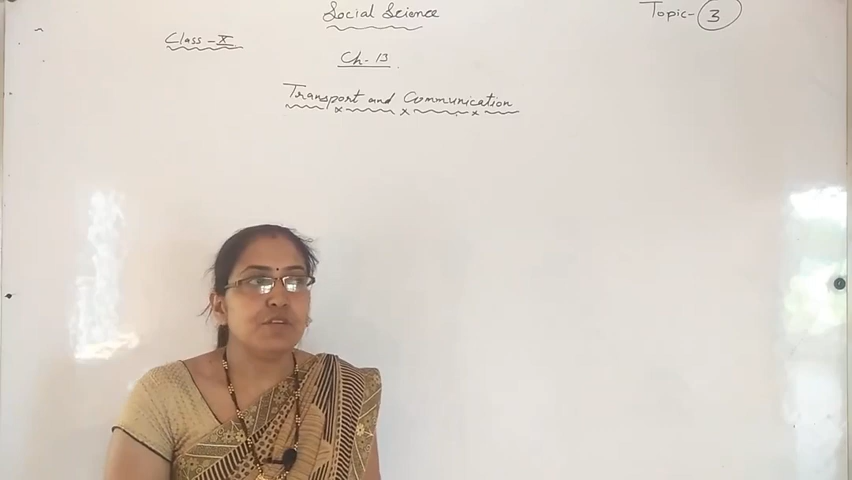 Social Science
Topic- 3
Class - X
Ch- 13
Transport and Communication